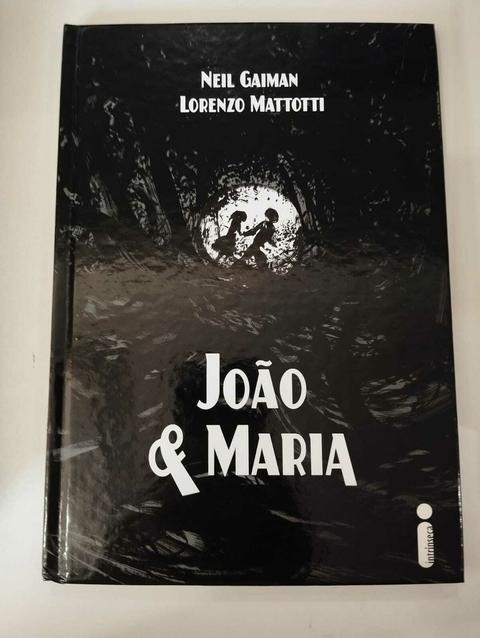 NEIL GAIMAN
LORENZO MATTOTTI
JOÃO
& MARIA
intrínseca